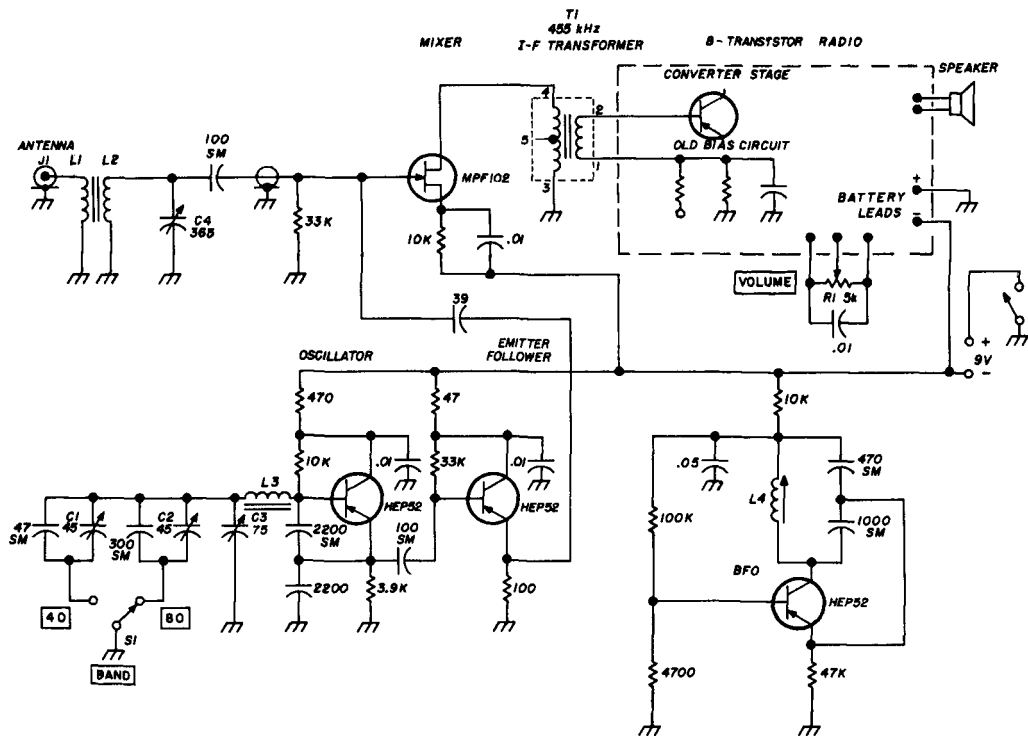 T1
455 kHz
I-F TRANSFORMER
MIXER
8-TRANSTSTOR RADIO
CONVERTER STAGE
SPEAKER
ANTENNA
J1
L1
L2
100
SM
4
5
3
2
1
OLD BIAS CIRCUIT
MPF102
C4
365
33K
10K
.01
BATTERY
LEADS
+
-
VOLUME
R1 5k
.01
39
+
9V
-
OSCILLATOR
EMITTER
FOLLOWER
470
47
10K
10K
.01
33K
.01
.05
470
SM
L3
HEP52
HEP52
L4
47
SM
C1
45
300
SM
C2
45
C3
75
2200
SM
100
SM
100K
1000
SM
BFO
2200
3.9K
100
HEP52
40
80
S1
BAND
4700
47K